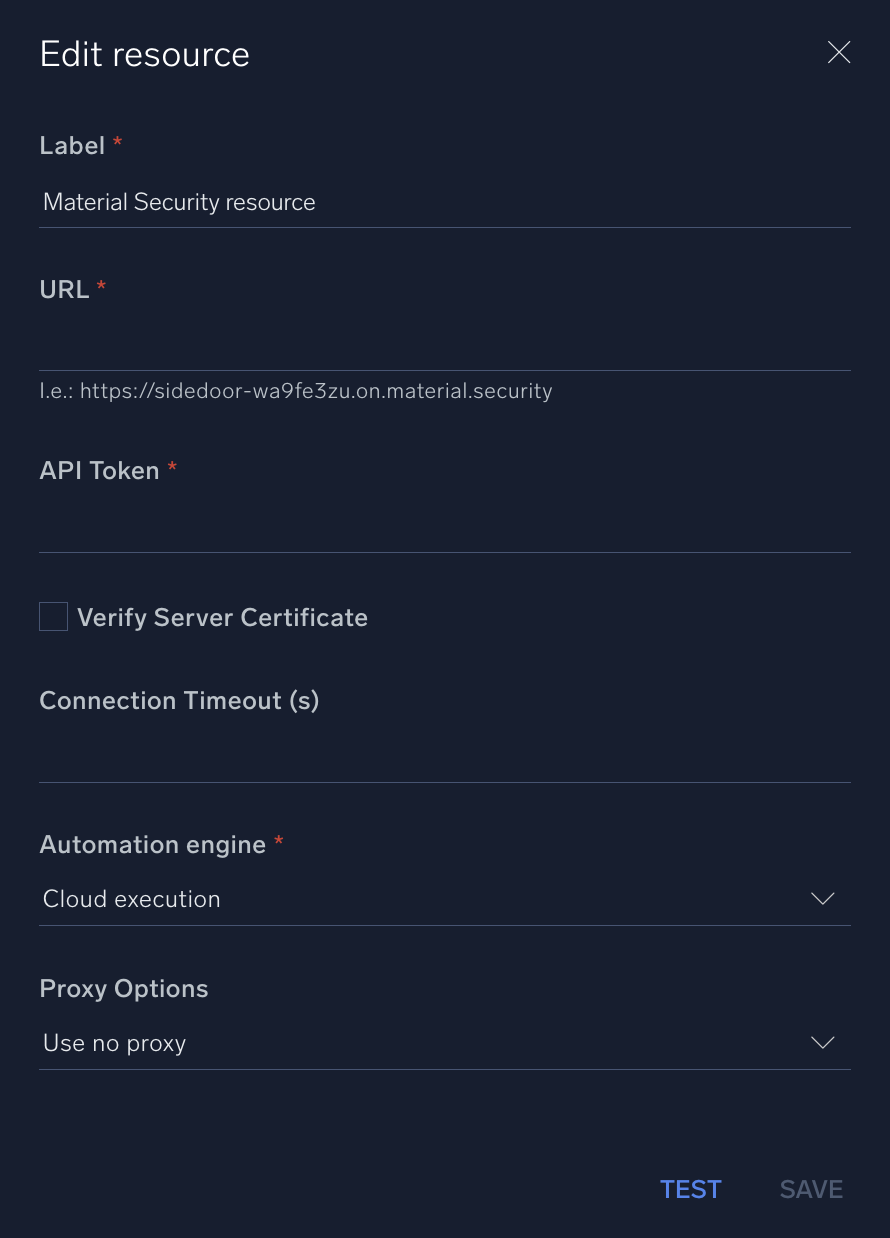 Edit resource
Label *
Material Security resource
URL *
I.e.: https://sidedoor-wa9fe3zu.on.material.security
API Token *
Verify Server Certificate
Connection Timeout (s)
Automation engine *
Cloud execution
Proxy Options
Use no proxy
TEST SAVE